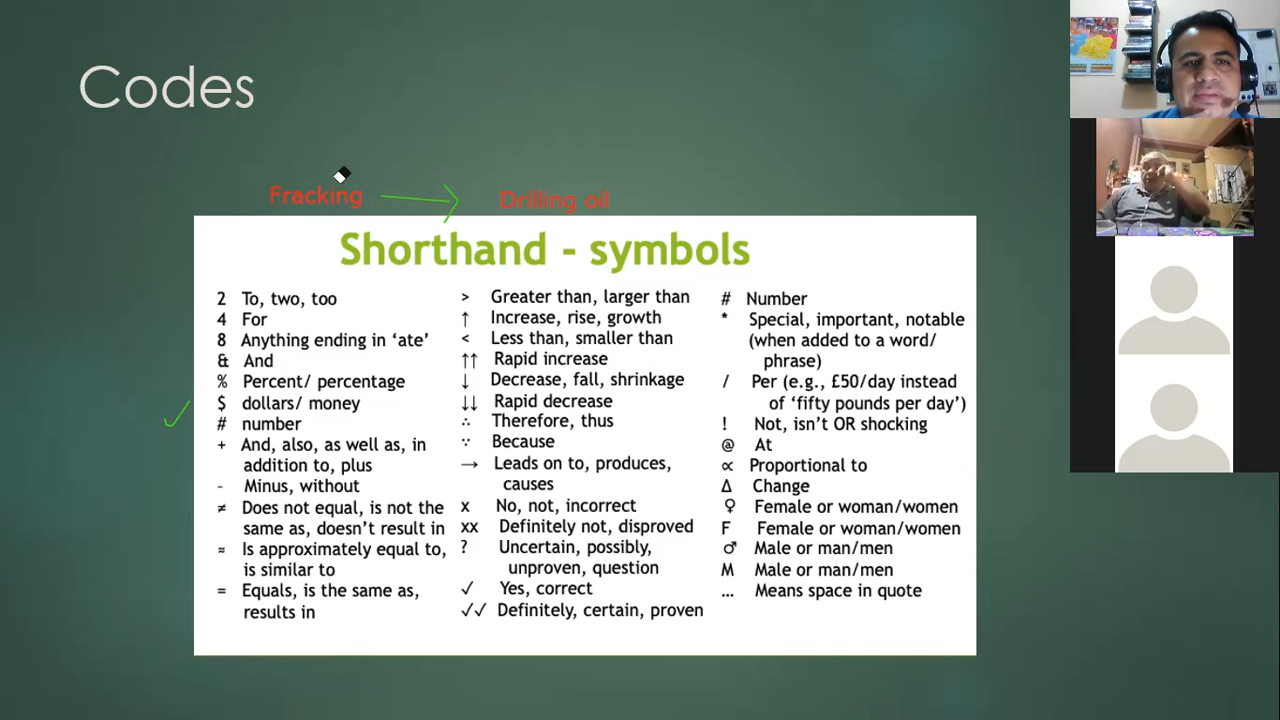 Codes
Fracking → Drilling oil
Shorthand - symbols
2 To, two, too
4 For
8 Anything ending in ‘ate’
& And
% Percent/ percentage
$ dollars/ money
# number
+ And, also, as well as, in
addition to, plus
- Minus, without
≠ Does not equal, is not the
same as, doesn’t result in
≈ Is approximately equal to,
is similar to
= Equals, is the same as,
results in
> Greater than, larger than
↑ Increase, rise, growth
< Less than, smaller than
↑↑ Rapid increase
↓ Decrease, fall, shrinkage
↓↓ Rapid decrease
∴ Therefore, thus
∵ Because
→ Leads on to, produces,
causes
x No, not, incorrect
xx Definitely not, disproved
? Uncertain, possibly,
unproven, question
✓ Yes, correct
✓✓ Definitely, certain, proven
# Number
* Special, important, notable
(when added to a word/
phrase)
/ Per (e.g., £50/day instead
of ‘fifty pounds per day’)
! Not, isn’t OR shocking
@ At
∝ Proportional to
Δ Change
♀ Female or woman/women
F Female or woman/women
♂ Male or man/men
M Male or man/men
... Means space in quote